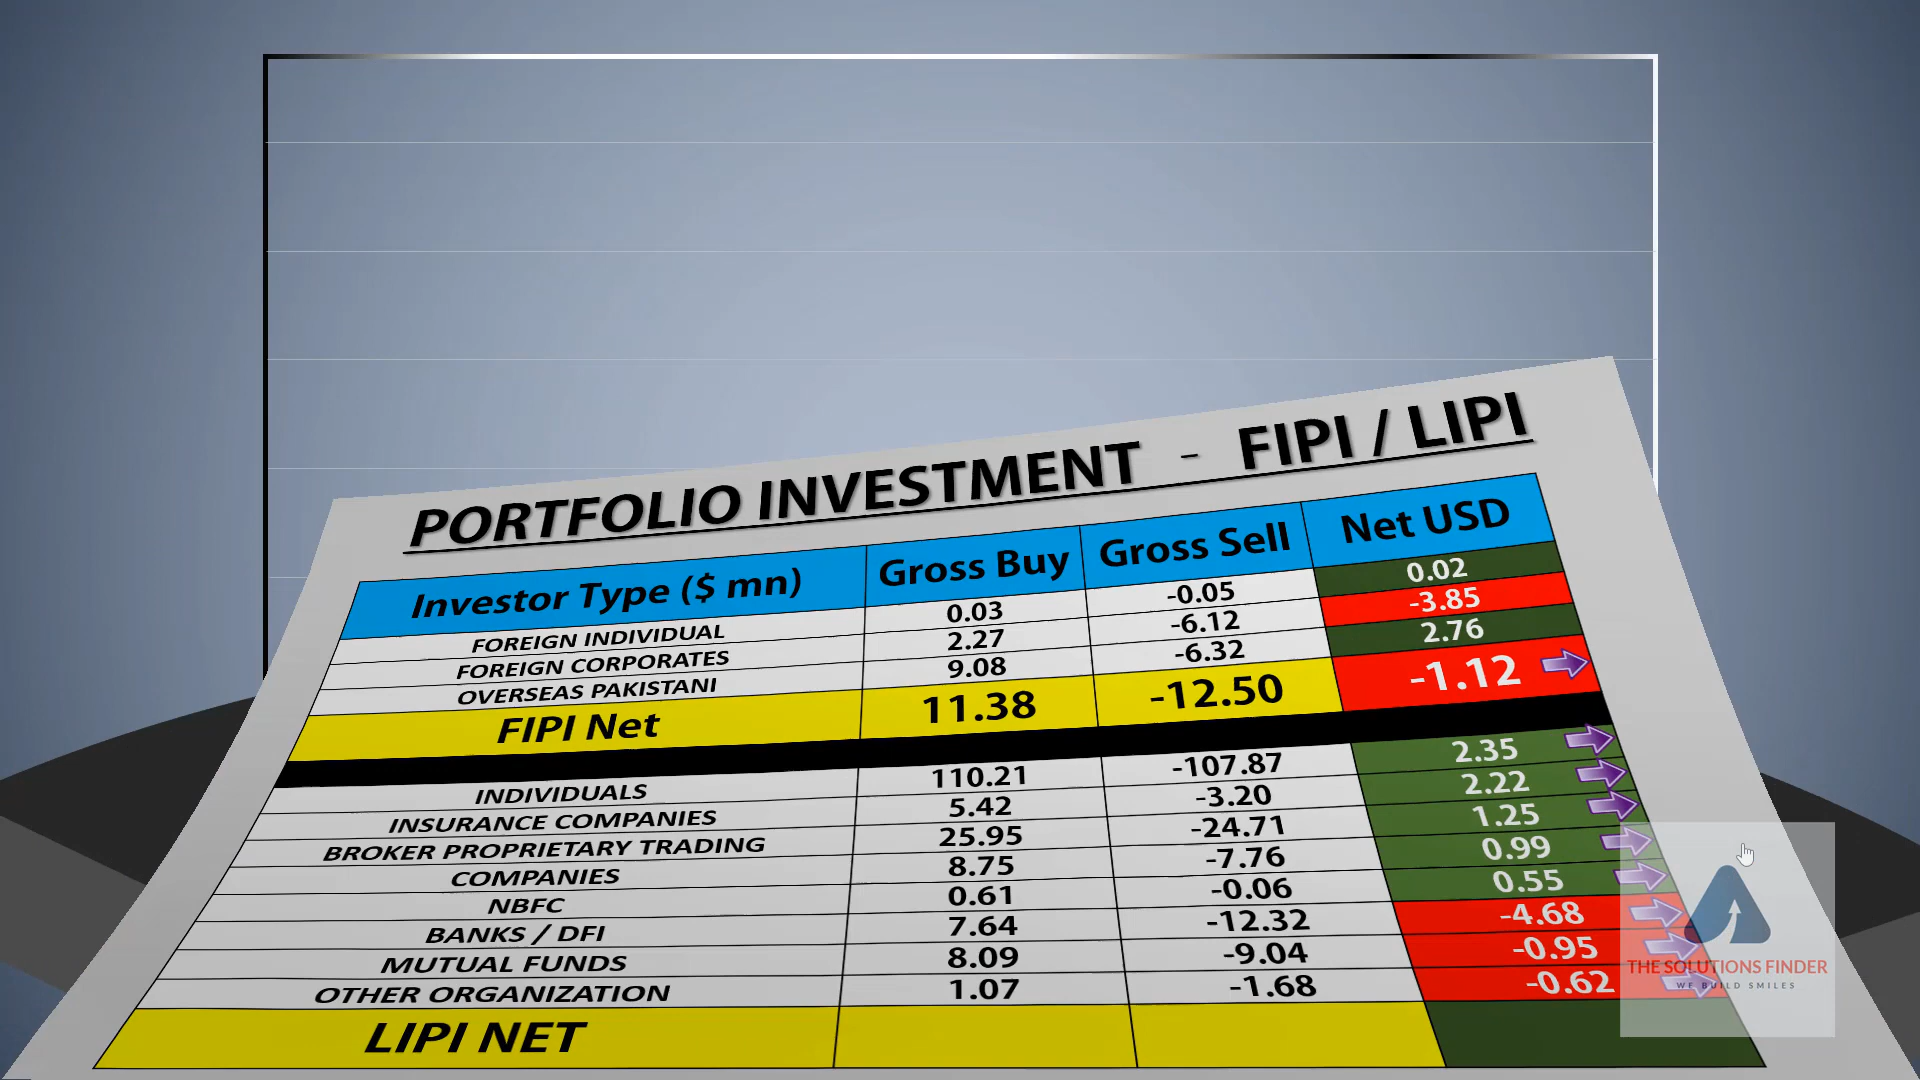 PORTFOLIO INVESTMENT - FIPI / LIPI
Investor Type ($ mn) Gross Buy Gross Sell Net USD
FOREIGN INDIVIDUAL 0.03 -0.05 0.02
FOREIGN CORPORATES 2.27 -6.12 -3.85
OVERSEAS PAKISTANI 9.08 -6.32 2.76
FIPI Net 11.38 -12.50 -1.12
INDIVIDUALS 110.21 -107.87 2.35
INSURANCE COMPANIES 5.42 -3.20 2.22
BROKER PROPRIETARY TRADING 25.95 -24.71 1.25
COMPANIES 8.75 -7.76 0.99
NBFC 0.61 -0.06 0.55
BANKS / DFI 7.64 -12.32 -4.68
MUTUAL FUNDS 8.09 -9.04 -0.95
OTHER ORGANIZATION 1.07 -1.68 -0.62
LIPI NET
THE SOLUTIONS FINDER
WE BUILD SMILES